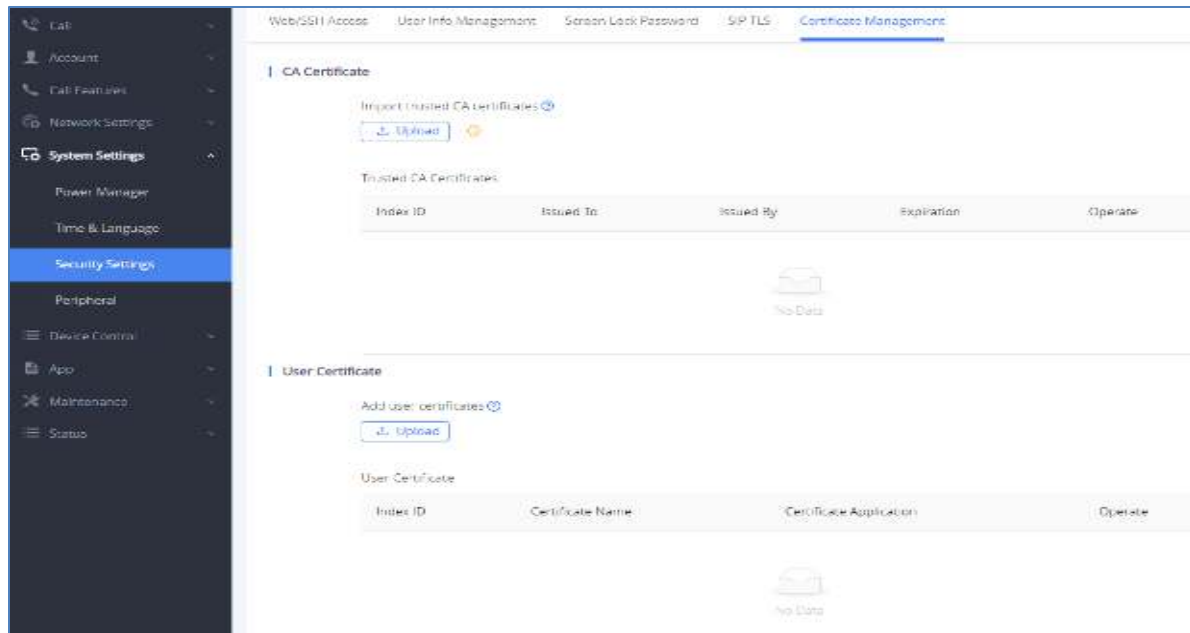 Call
Account
Call Features
Network Settings
System Settings
Power Manager
Time & Language
Security Settings
Peripheral
Device Control
App
Maintenance
Status
Web/SSH Access User Info Management Screen Lock Password SIP TLS Certificate Management
CA Certificate
Import trusted CA certificates
Upload
Trusted CA Certificates
Index ID Issued To Issued By Expiration Operate
No Data
User Certificate
Add user certificates
Upload
User Certificate
Index ID Certificate Name Certificate Application Operate
No Data